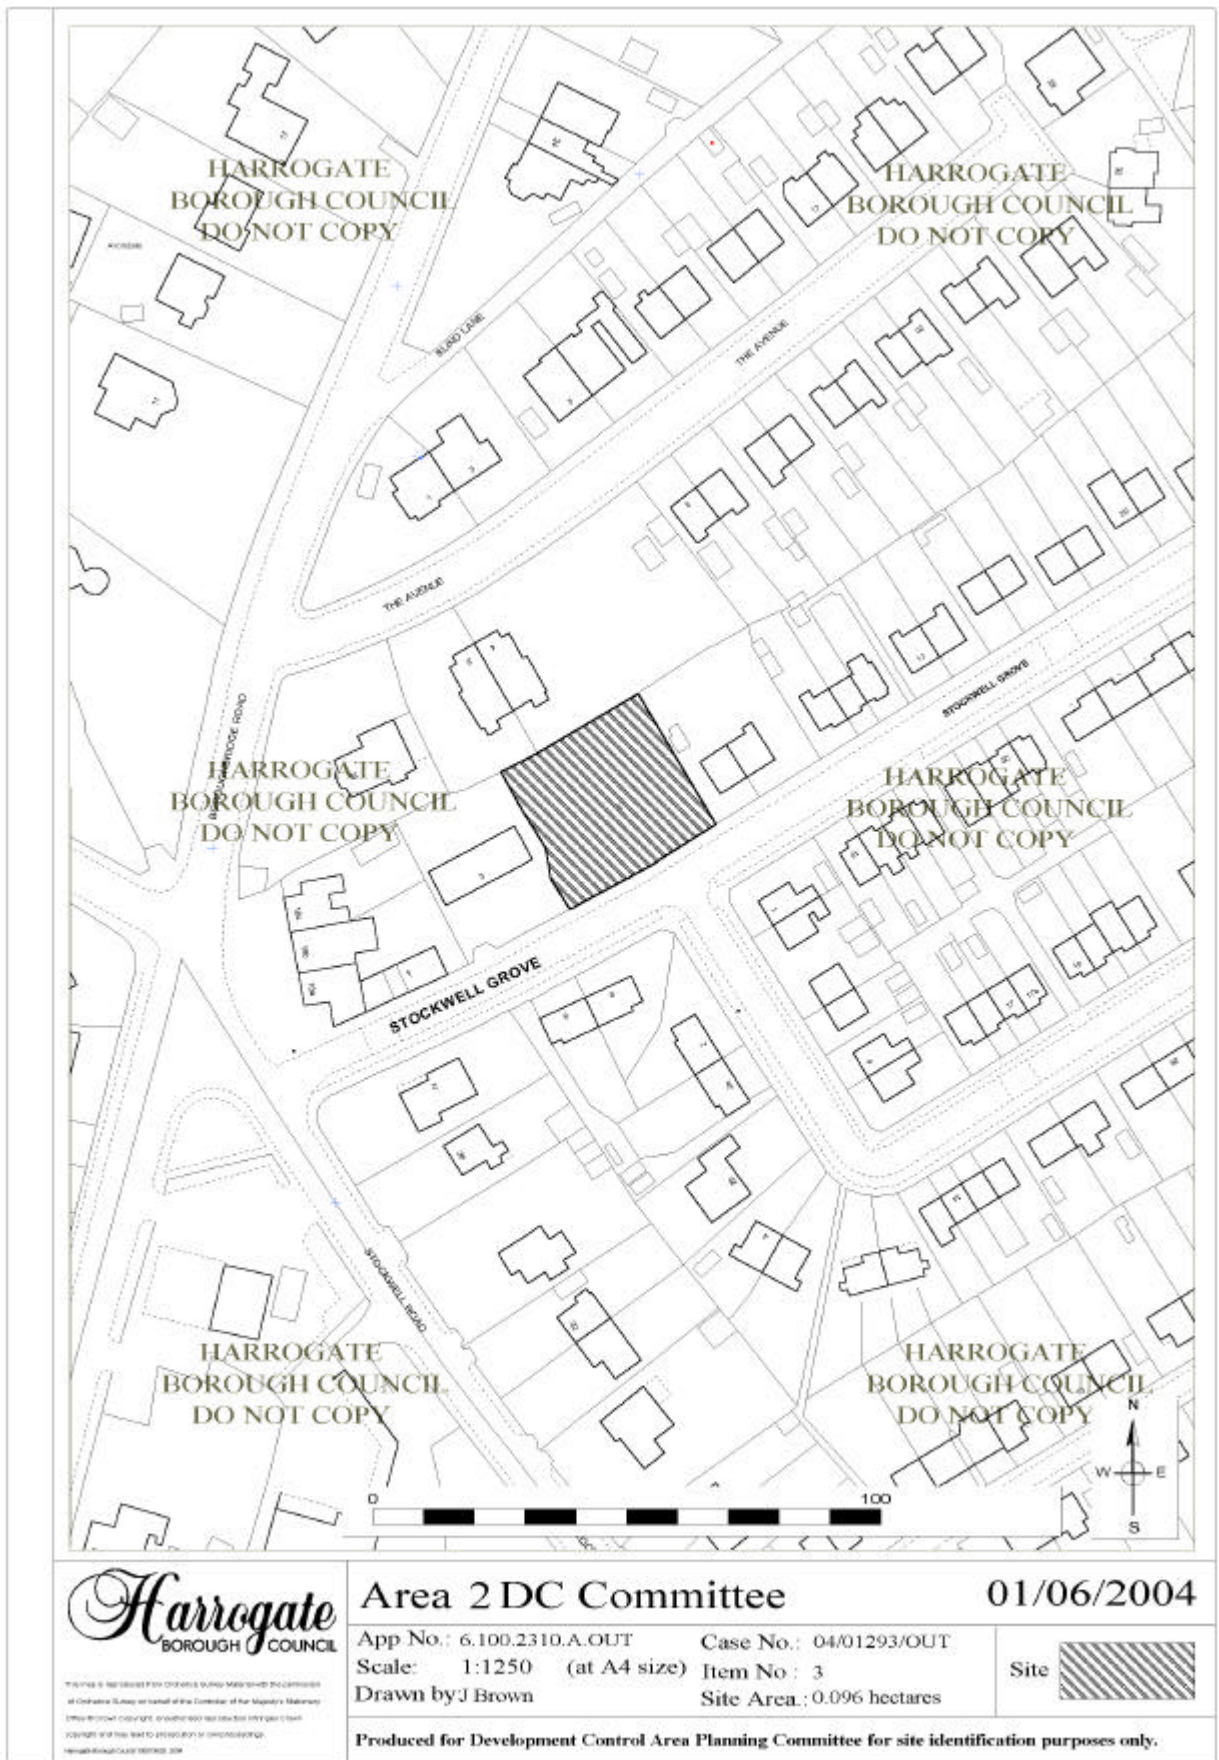 HARROGATE
BOROUGH COUNCIL
DO NOT COPY
HARROGATE
BOROUGH COUNCIL
DO NOT COPY
BLIND LANE
THE AVENUE
THE AVENUE
STOCKWELL GROVE
BOROUGHBRIDGE ROAD
HARROGATE
BOROUGH COUNCIL
DO NOT COPY
HARROGATE
BOROUGH COUNCIL
DO NOT COPY
STOCKWELL GROVE
STOCKWELL ROAD
HARROGATE
BOROUGH COUNCIL
DO NOT COPY
HARROGATE
BOROUGH COUNCIL
DO NOT COPY
N
W E
S
0 100
Harrogate
BOROUGH COUNCIL
Area 2 DC Committee 01/06/2004
App No.: 6.100.2310.A.OUT Case No.: 04/01293/OUT
Scale: 1:1250 (at A4 size) Item No : 3
Drawn by: J Brown Site Area.: 0.096 hectares
Site
Produced for Development Control Area Planning Committee for site identification purposes only.